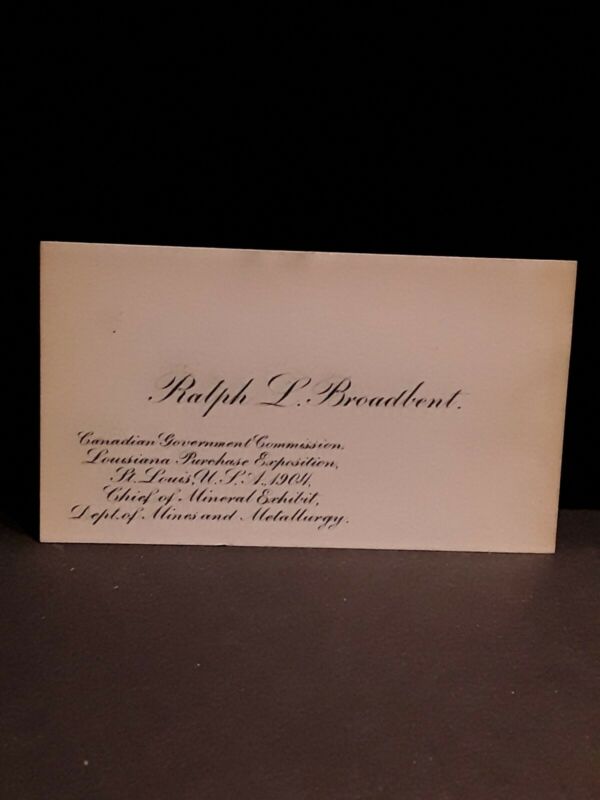 Ralph L. Broadbent.
Canadian Government Commission,
Louisiana Purchase Exposition,
St. Louis, U.S.A. 1904,
Chief of Mineral Exhibit,
Dept. of Mines and Metallurgy.